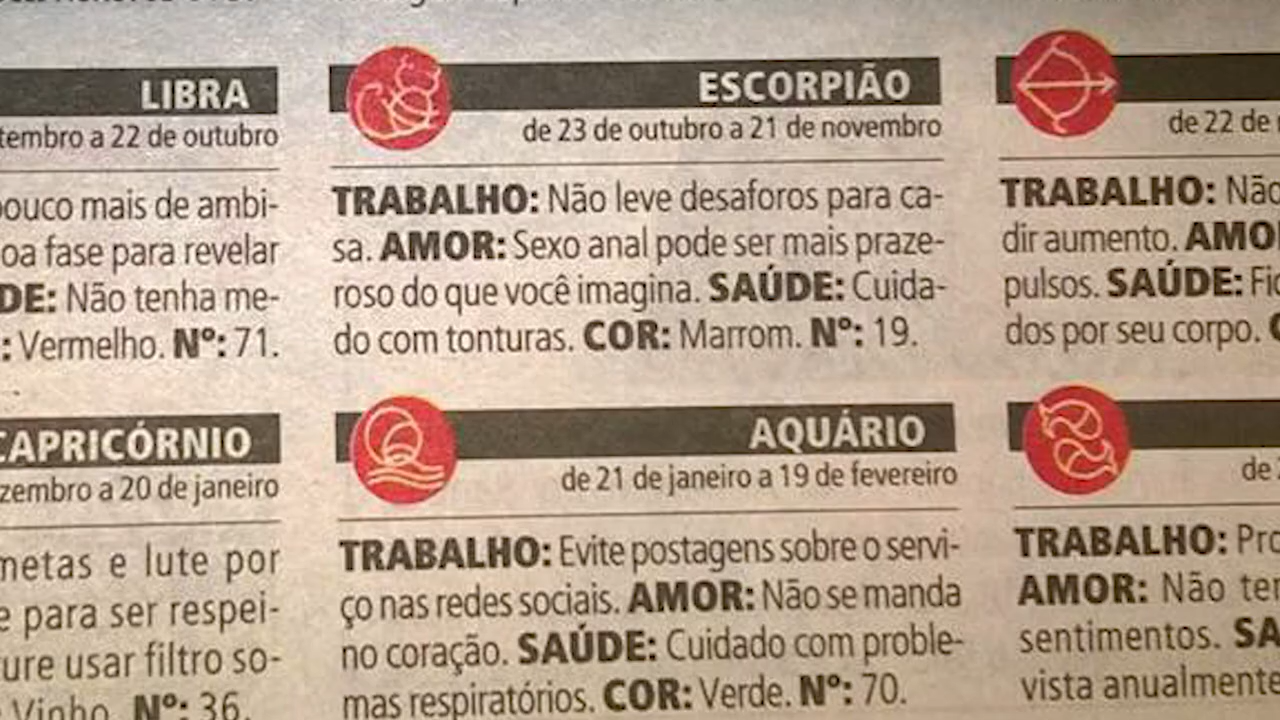 LIBRA
tembro a 22 de outubro
pouco mais de ambi-
oa fase para revelar
DE: Não tenha me-
: Vermelho. Nº: 71.
ESCORPIÃO
de 23 de outubro a 21 de novembro
TRABALHO: Não leve desaforos para ca-
sa. AMOR: Sexo anal pode ser mais praze-
roso do que você imagina. SAÚDE: Cuida-
do com tonturas. COR: Marrom. Nº: 19.
de 22 de
TRABALHO: Não
dir aumento. AMO
pulsos. SAÚDE: Fi
dos por seu corpo.
CAPRICÓRNIO
zembro a 20 de janeiro
metas e lute por
e para ser respei-
ure usar filtro so-
Vinho. Nº: 36.
AQUÁRIO
de 21 de janeiro a 19 de fevereiro
TRABALHO: Evite postagens sobre o servi-
ço nas redes sociais. AMOR: Não se manda
no coração. SAÚDE: Cuidado com proble-
mas respiratórios. COR: Verde. Nº: 70.
de
TRABALHO: Pro
AMOR: Não ten
sentimentos. SA
vista anualmente